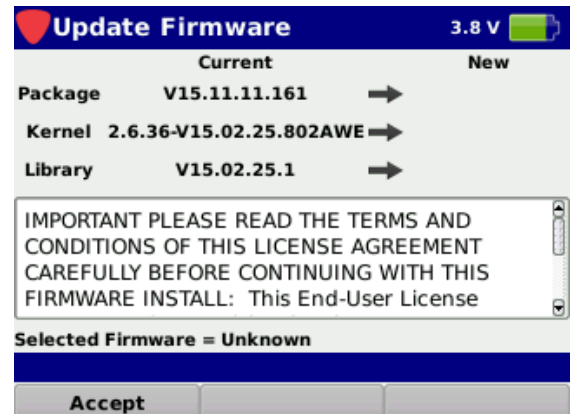 Update Firmware 3.8 V
Current New
Package V15.11.11.161
Kernel 2.6.36-V15.02.25.802AWE
Library V15.02.25.1
IMPORTANT PLEASE READ THE TERMS AND
CONDITIONS OF THIS LICENSE AGREEMENT
CAREFULLY BEFORE CONTINUING WITH THIS
FIRMWARE INSTALL: This End-User License
Selected Firmware = Unknown
Accept